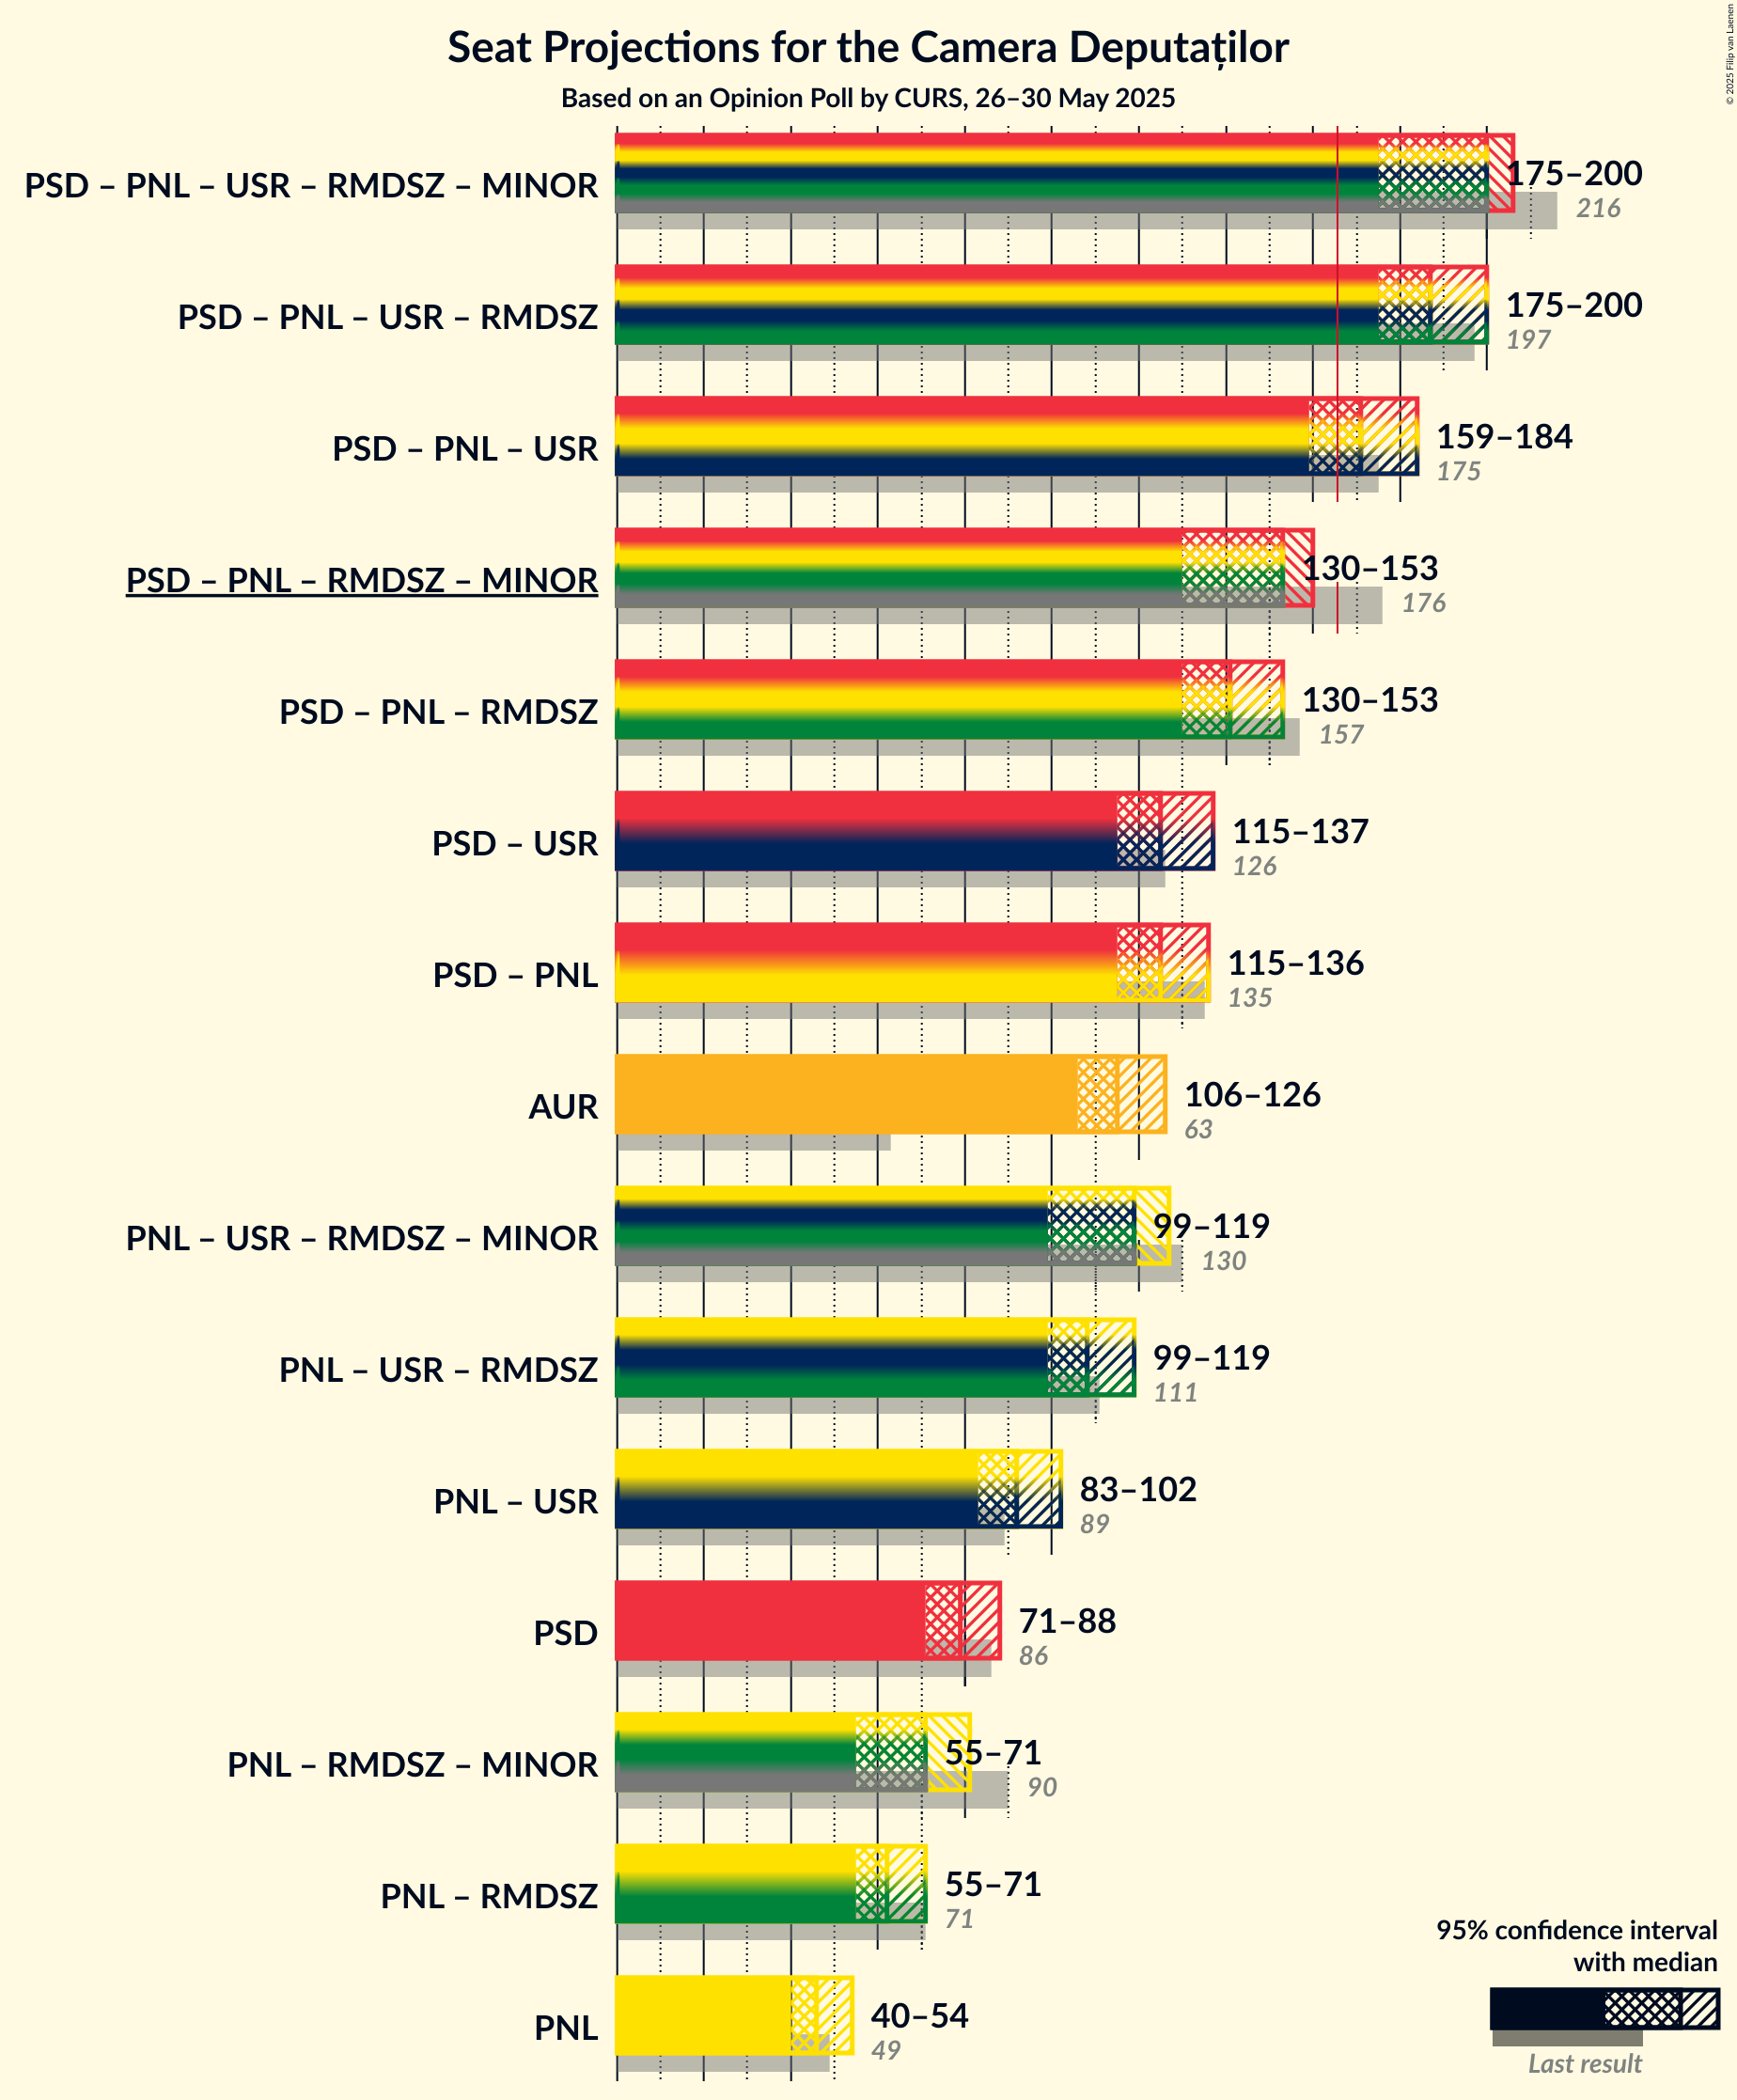 Seat Projections for the Camera Deputaților
Based on an Opinion Poll by CURS, 26–30 May 2025
© 2025 Filip van Laenen
PSD – PNL – USR – RMDSZ – MINOR
175–200
216
PSD – PNL – USR – RMDSZ
175–200
197
PSD – PNL – USR
159–184
175
PSD – PNL – RMDSZ – MINOR
130–153
176
PSD – PNL – RMDSZ
130–153
157
PSD – USR
115–137
126
PSD – PNL
115–136
135
AUR
106–126
63
PNL – USR – RMDSZ – MINOR
99–119
130
PNL – USR – RMDSZ
99–119
111
PNL – USR
83–102
89
PSD
71–88
86
PNL – RMDSZ – MINOR
55–71
90
PNL – RMDSZ
55–71
71
PNL
40–54
49
95% confidence interval
with median
Last result